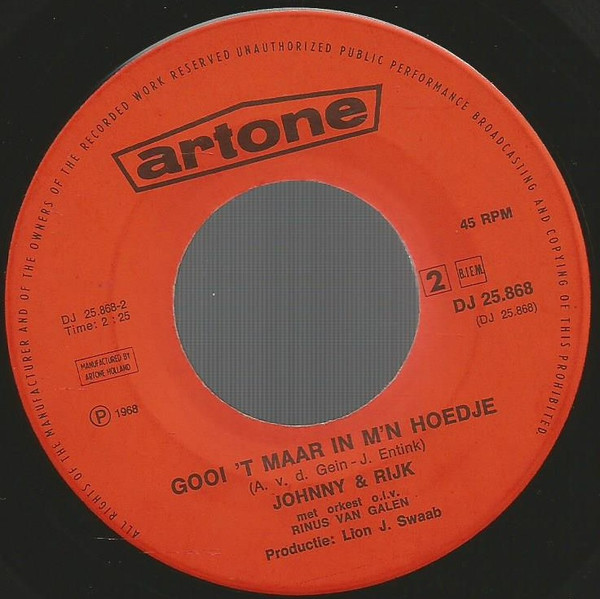 ALL RIGHTS OF THE MANUFACTURER AND OF THE OWNERS OF THE RECORDED WORK RESERVED UNAUTHORIZED PUBLIC PERFORMANCE BROADCASTING AND COPYING OF THIS RECORD PROHIBITED.
artone
45 RPM
2
B.I.E.M.
DJ 25.868
(DJ 25.868)
DJ 25.868-2
Time: 2 : 25
MANUFACTURED BY
ARTONE HOLLAND
P 1968
GOOI 'T MAAR IN M'N HOEDJE
(A. v. d. Gein - J. Entink)
JOHNNY & RIJK
met orkest o.l.v.
RINUS VAN GALEN
Productie: Lion J. Swaab